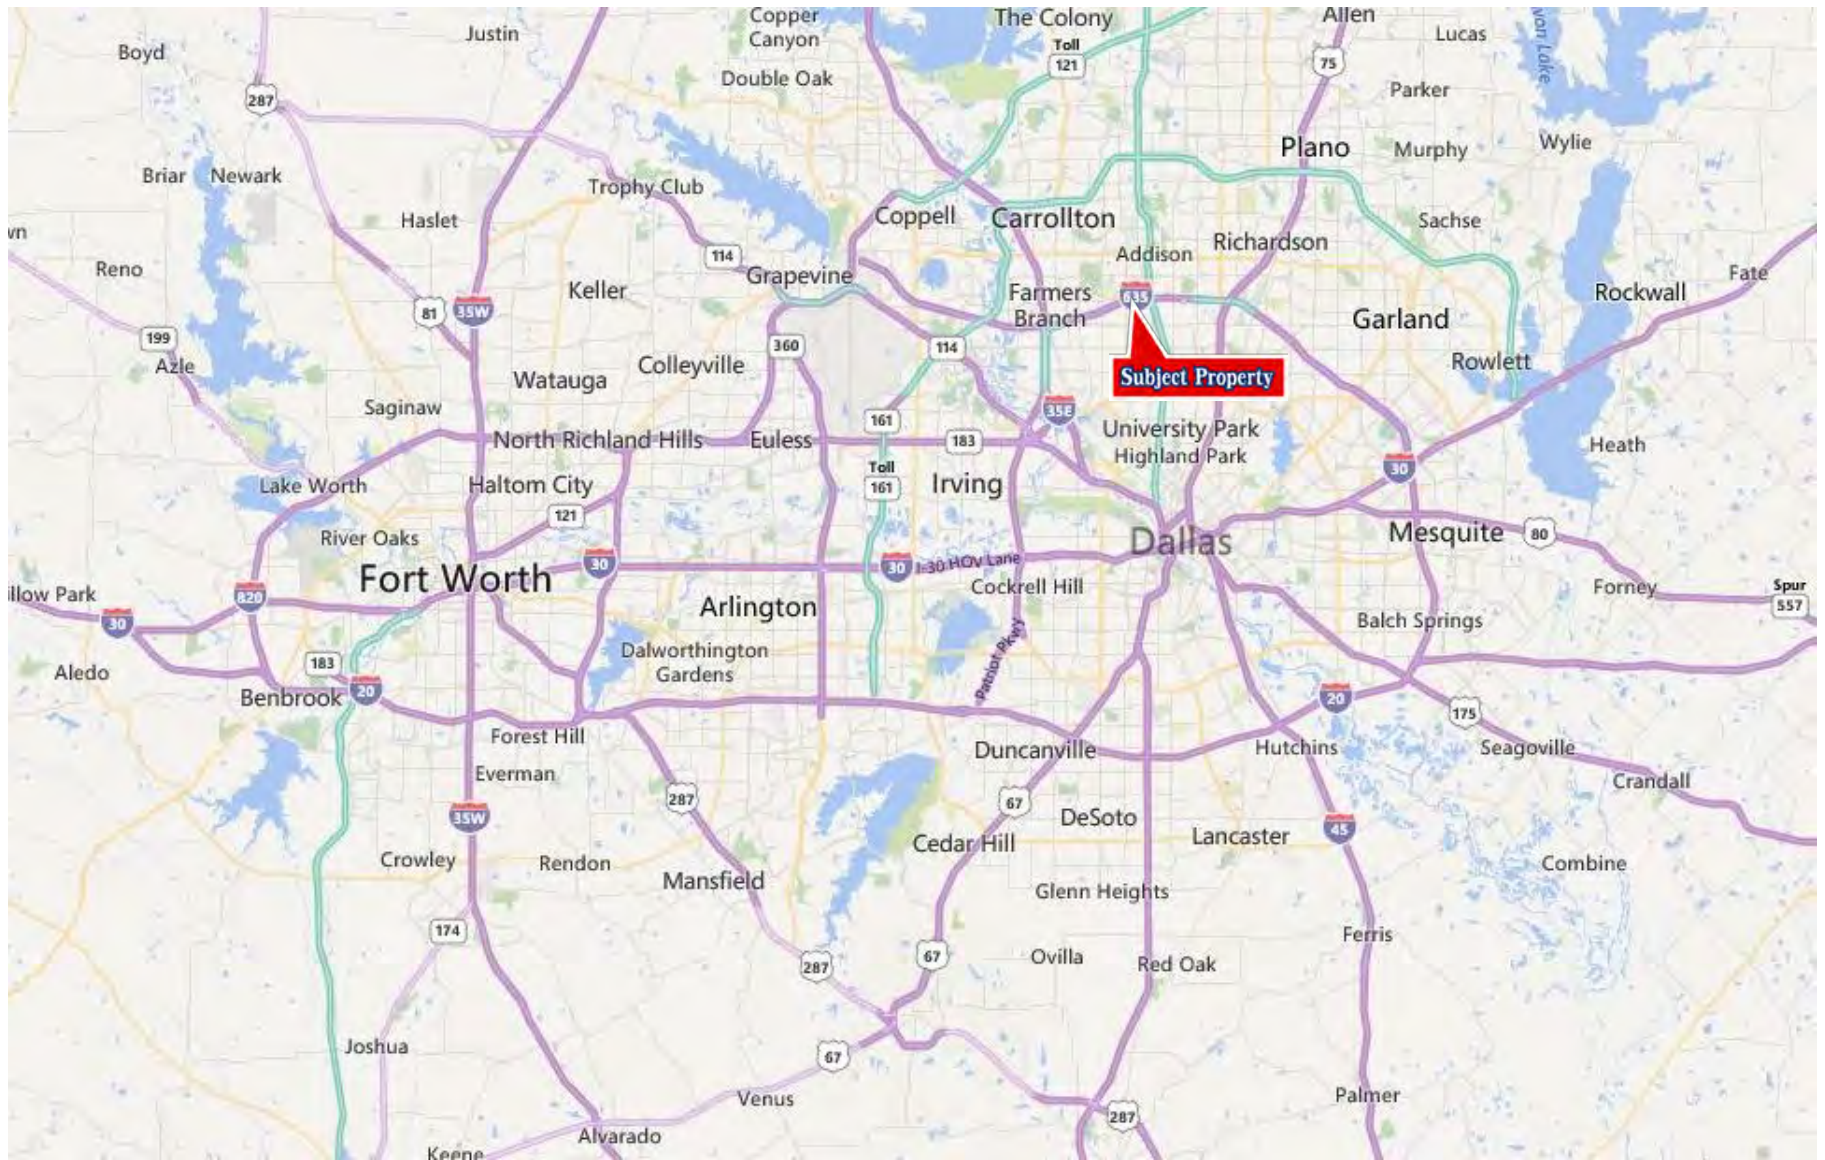 Copper
Canyon
The Colony
Allen
Justin
Lucas
Boyd
Toll
121
75
Double Oak
Parker
287
Plano
Murphy
Wylie
Briar
Newark
Trophy Club
Coppell
Carrollton
Sachse
Haslet
Richardson
Addison
114
Reno
Grapevine
Fate
Keller
Farmers
Branch
635
Rockwall
81
35W
Garland
199
360
114
Azle
Colleyville
Rowlett
Watauga
Subject Property
Saginaw
161
35E
North Richland Hills
Euless
183
University Park
Highland Park
Heath
30
Toll
161
Lake Worth
Haltom City
Irving
121
River Oaks
Dallas
Mesquite
80
30
30
I-30 HOV Lane
Fort Worth
Cockrell Hill
Forney
Spur
557
illow Park
820
Arlington
30
Balch Springs
Patriot Pkwy
Dalworthington
Gardens
183
Aledo
Benbrook
20
20
175
Forest Hill
Duncanville
Hutchins
Seagoville
Everman
Crandall
287
67
35W
DeSoto
Lancaster
45
Cedar Hill
Crowley
Rendon
Combine
Mansfield
Glenn Heights
174
Ferris
67
Ovilla
Red Oak
287
Joshua
67
Venus
Palmer
287
Alvarado
Keene